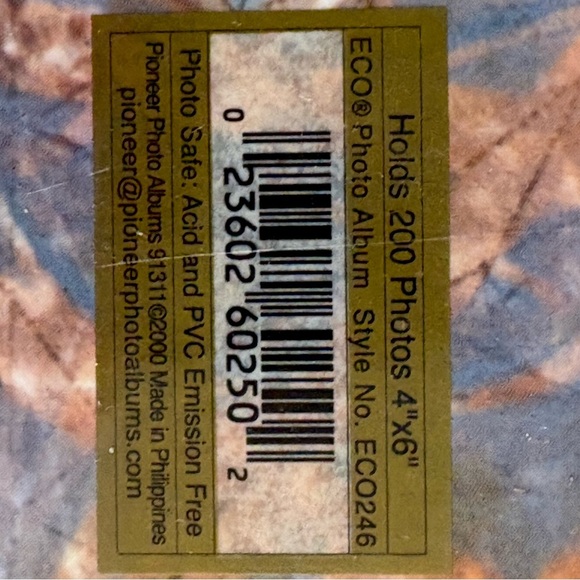 Holds 200 Photos 4"x6"
ECO® Photo Album Style No. ECO246
0 23602 60250 2
Photo Safe: Acid and PVC Emission Free
Pioneer Photo Albums 91311©2000 Made in Philippines
pioneer@pioneerphotoalbums.com